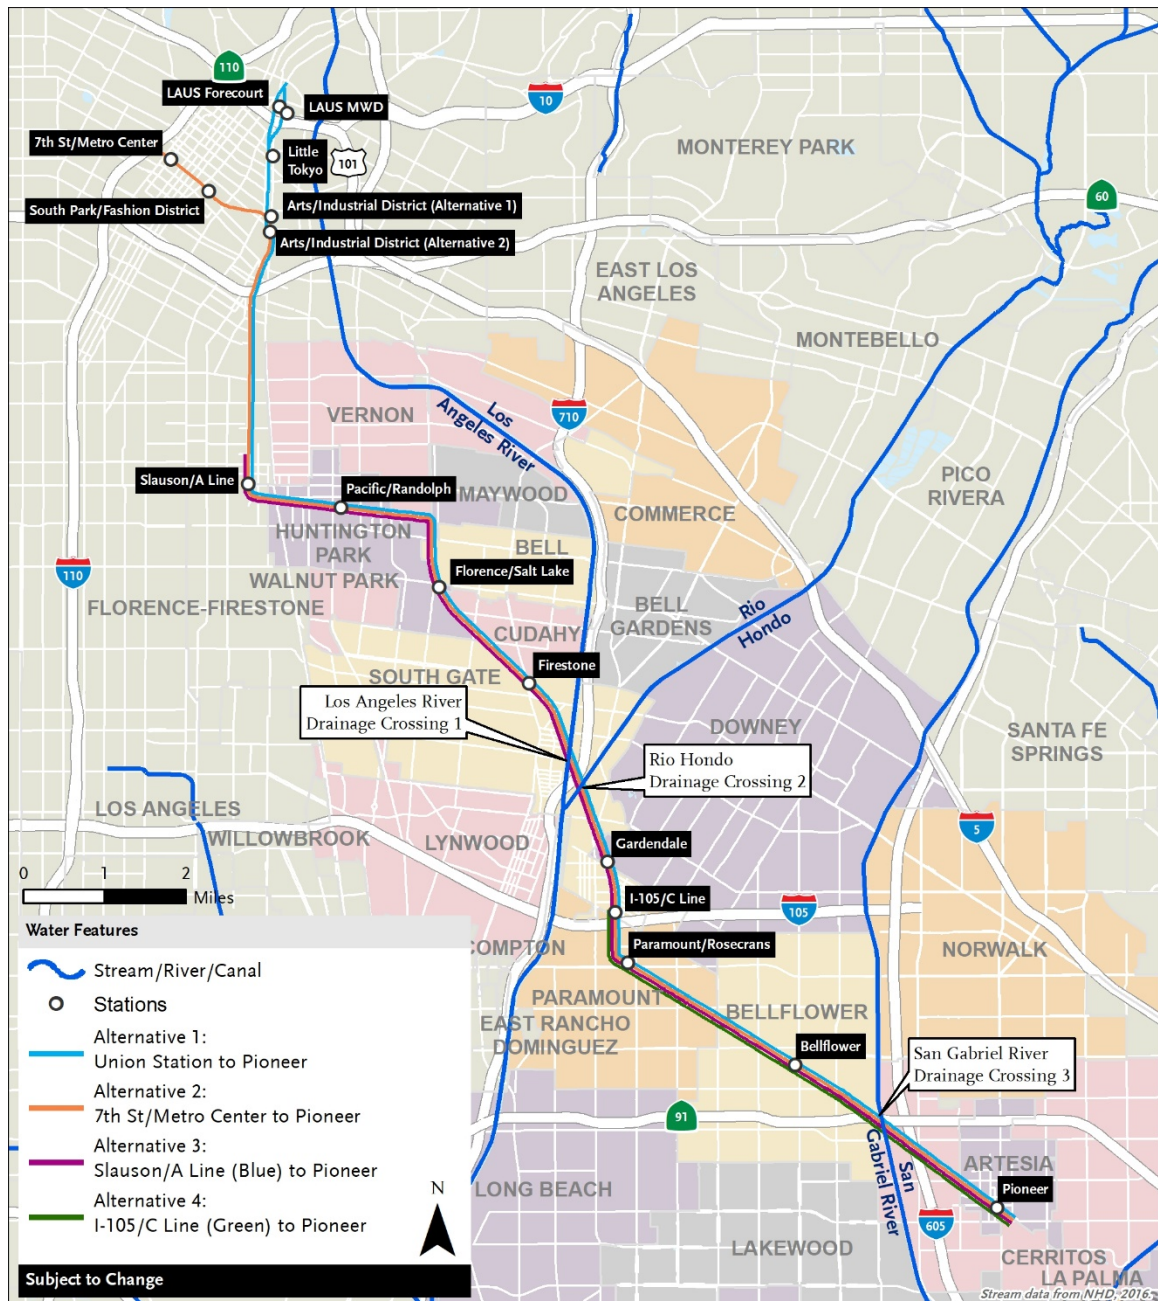 110
LAUS Forecourt
LAUS MWD
10
7th St/Metro Center
Little
Tokyo
101
MONTEREY PARK
60
South Park/Fashion District
Arts/Industrial District (Alternative 1)
Arts/Industrial District (Alternative 2)
EAST LOS
ANGELES
MONTEBELLO
VERNON
Los
Angeles River
710
Slauson/A Line
Pacific/Randolph
MAYWOOD
PICO
RIVERA
COMMERCE
HUNTINGTON
PARK
BELL
110
WALNUT PARK
Florence/Salt Lake
FLORENCE-FIRESTONE
BELL
GARDENS
Rio
Hondo
CUDAHY
Firestone
SOUTH GATE
Los Angeles River
Drainage Crossing 1
DOWNEY
SANTA FE
SPRINGS
Rio Hondo
Drainage Crossing 2
LOS ANGELES
WILLOWBROOK
LYNWOOD
5
Gardendale
0 1 2
Miles
I-105/C Line
105
COMPTON
Paramount/Rosecrans
NORWALK
PARAMOUNT
EAST RANCHO
DOMINGUEZ
BELLFLOWER
Bellflower
San Gabriel River
Drainage Crossing 3
91
San
Gabriel River
ARTESIA
LONG BEACH
Pioneer
605
LAKEWOOD
CERRITOS
LA PALMA
Water Features
Stream/River/Canal
Stations
Alternative 1:
Union Station to Pioneer
Alternative 2:
7th St/Metro Center to Pioneer
Alternative 3:
Slauson/A Line (Blue) to Pioneer
Alternative 4:
I-105/C Line (Green) to Pioneer
N
Subject to Change
Stream data from NHD, 2016.